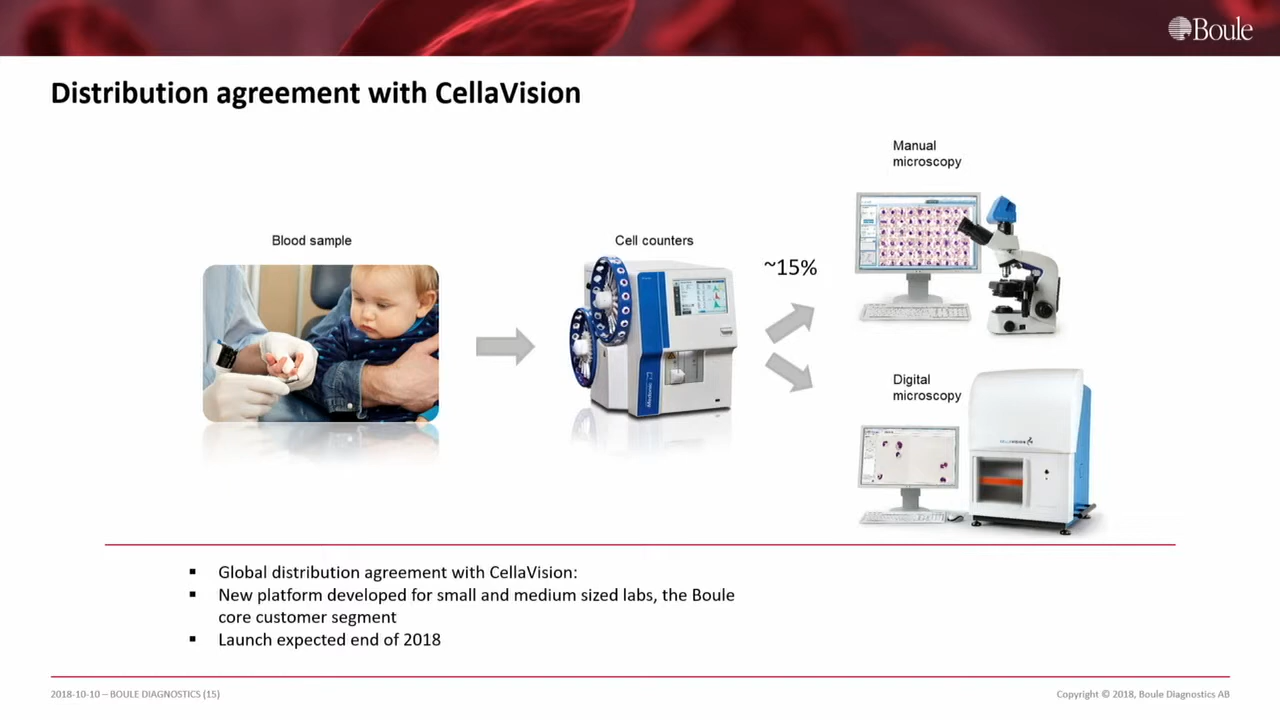 Boule
Distribution agreement with CellaVision
Manual
microscopy
Blood sample
Cell counters
~15%
Digital
microscopy
▪ Global distribution agreement with CellaVision:
▪ New platform developed for small and medium sized labs, the Boule
core customer segment
▪ Launch expected end of 2018
2018-10-10 – BOULE DIAGNOSTICS (15)
Copyright © 2018, Boule Diagnostics AB